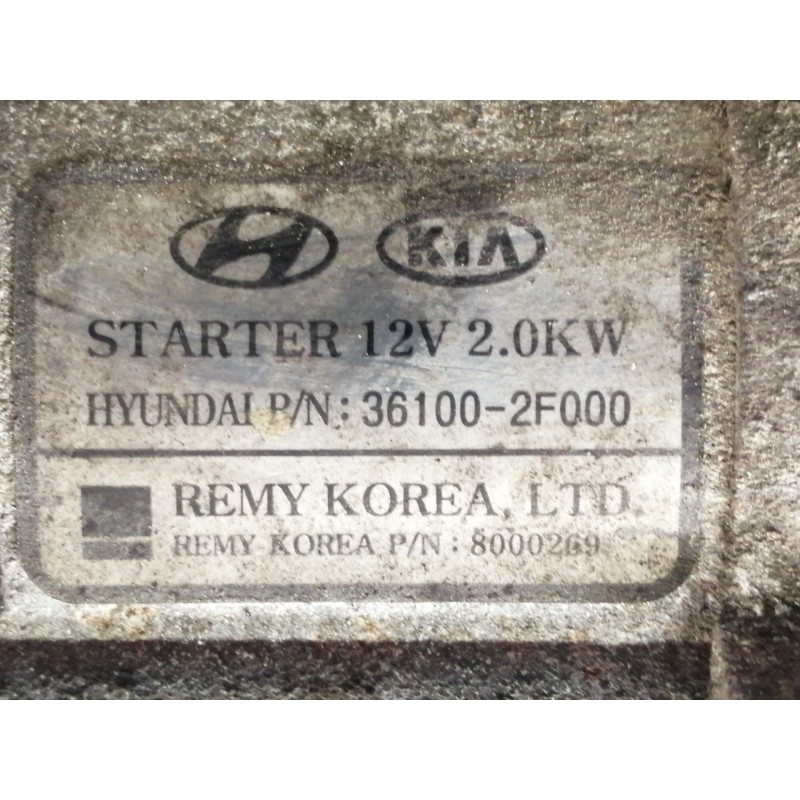 KIA
STARTER 12V 2.0KW
HYUNDAI P/N: 36100-2F000
REMY KOREA, LTD.
REMY KOREA P/N : 8000269